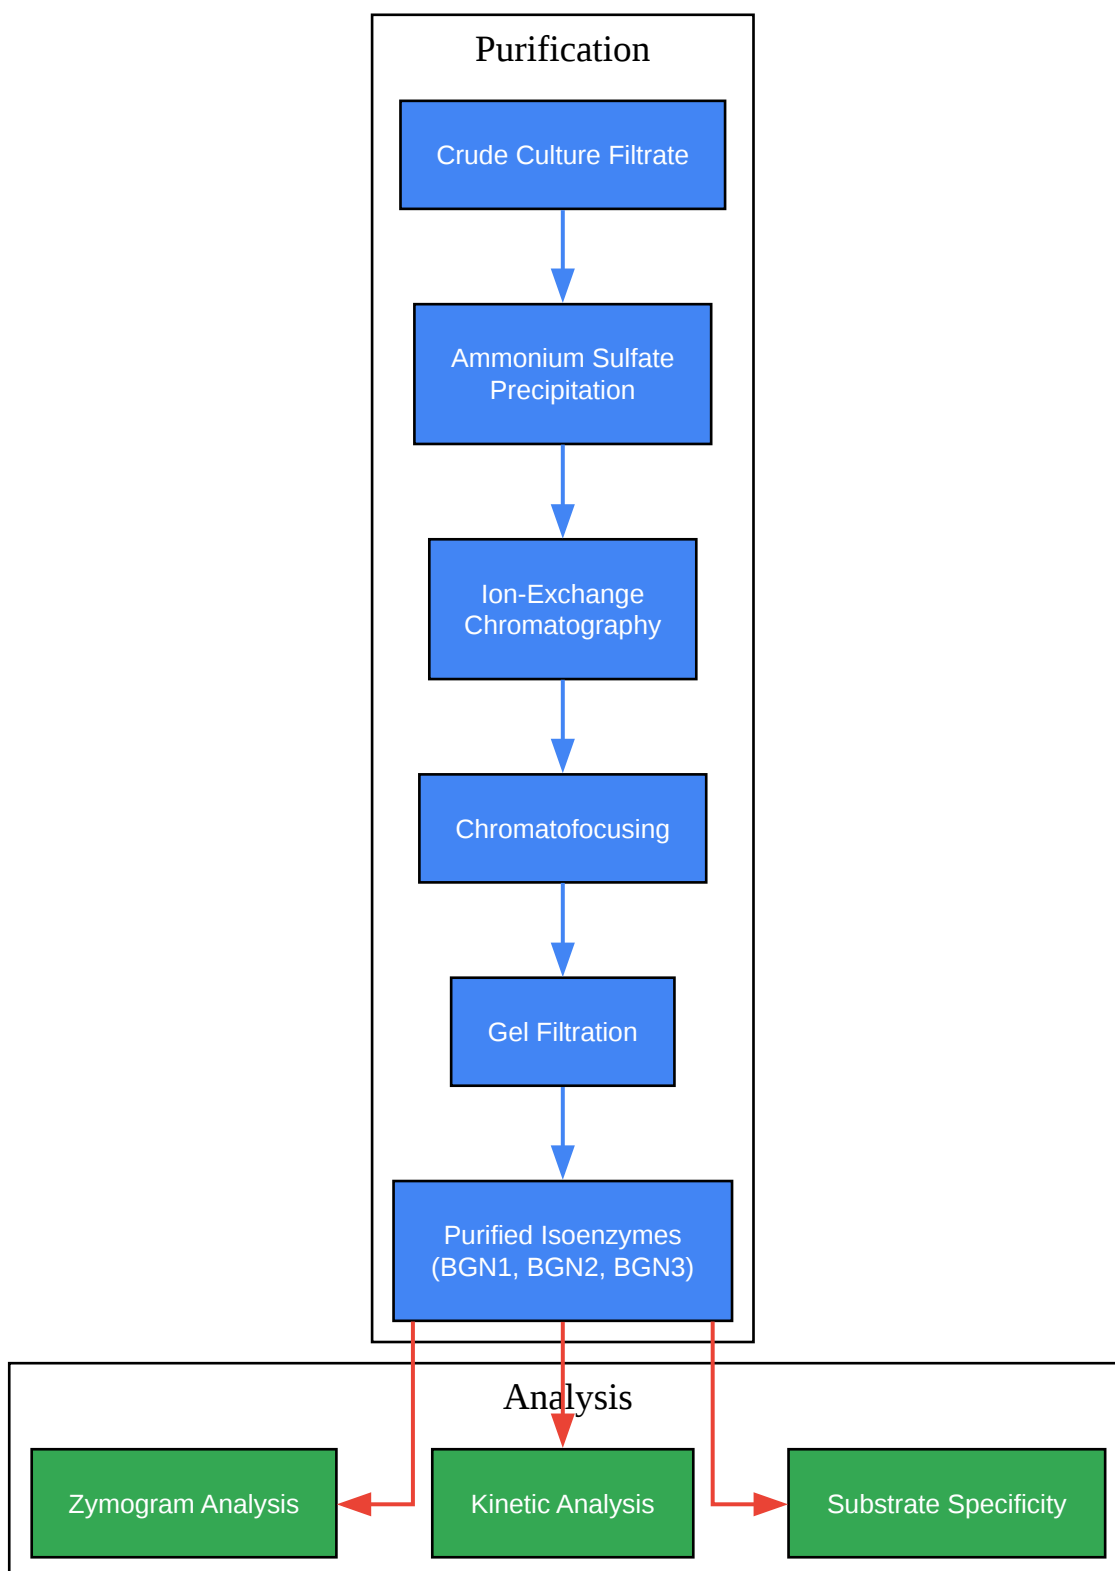 Purification
Crude Culture Filtrate
Ammonium Sulfate
Precipitation
Ion-Exchange
Chromatography
Chromatofocusing
Gel Filtration
Purified Isoenzymes
(BGN1, BGN2, BGN3)
Analysis
Zymogram Analysis
Kinetic Analysis
Substrate Specificity